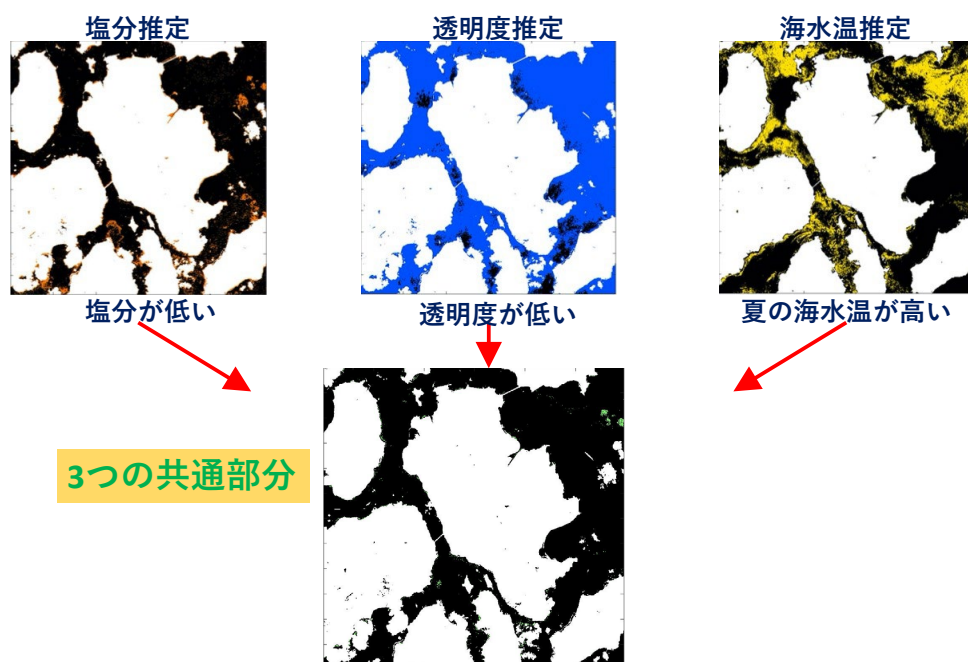 塩分推定
透明度推定
海水温推定
塩分が低い
透明度が低い
夏の海水温が高い
3つの共通部分